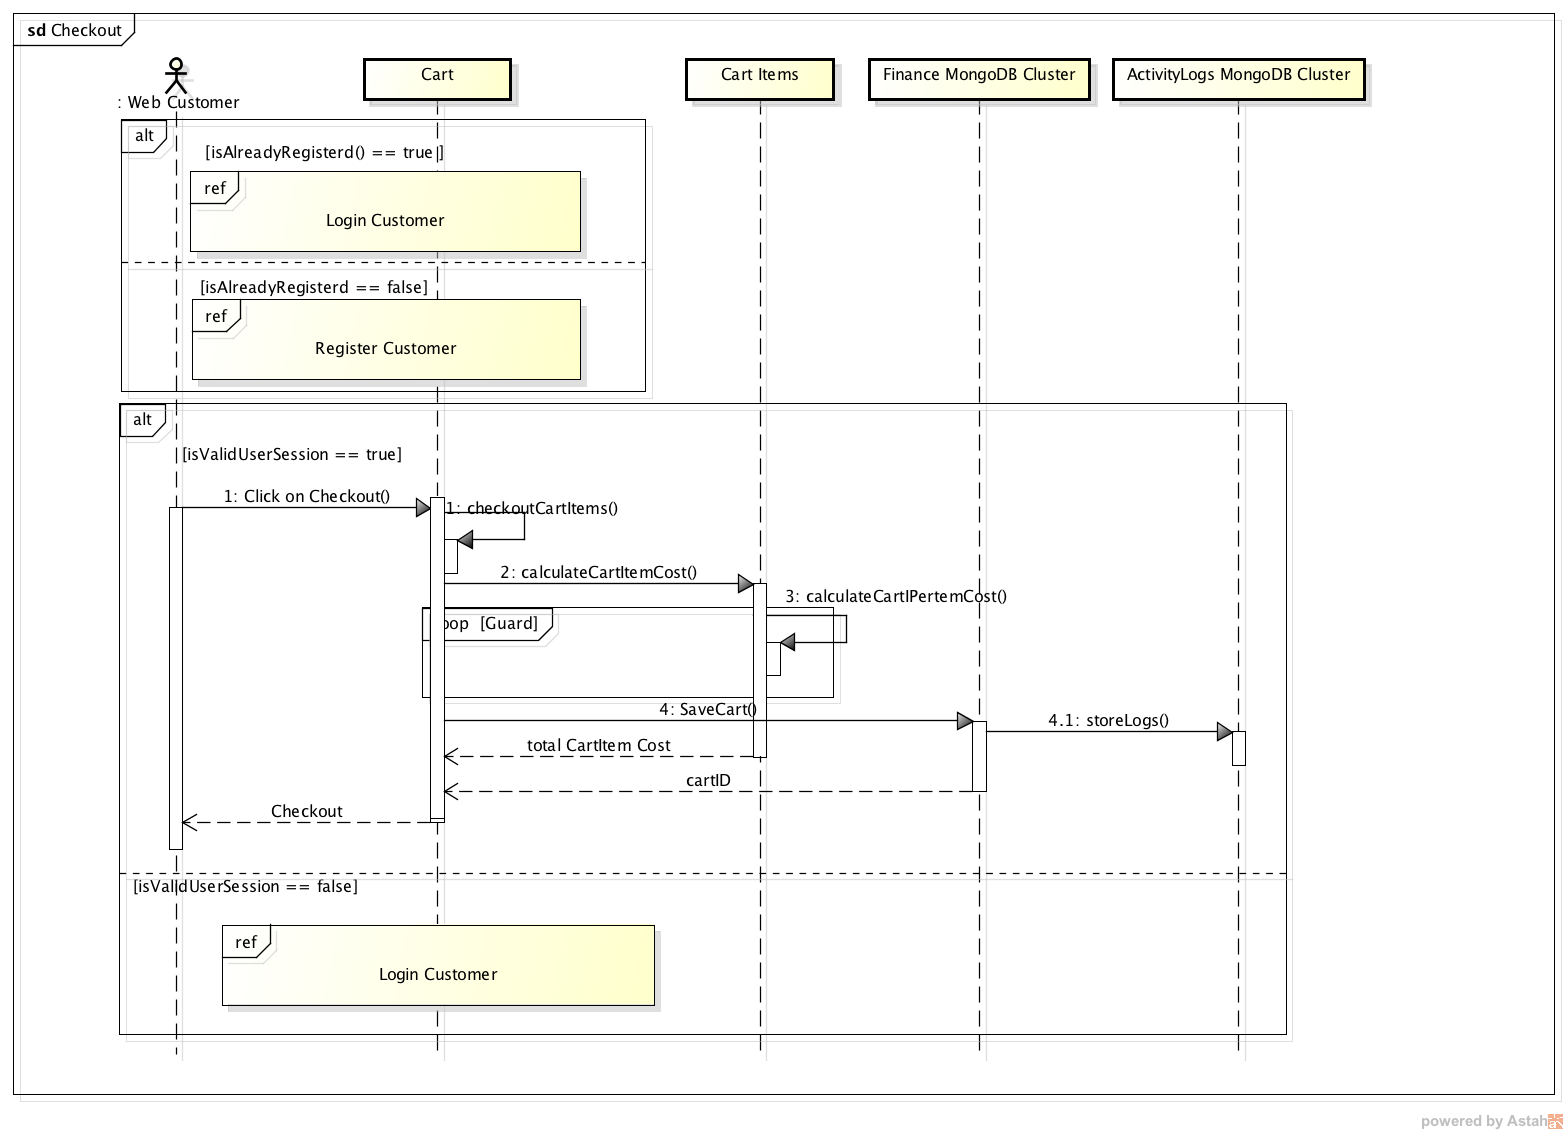 sd Checkout
: Web Customer
Cart
Cart Items
Finance MongoDB Cluster
ActivityLogs MongoDB Cluster
alt
[isAlreadyRegisterd() == true ]
ref
Login Customer
[isAlreadyRegisterd == false]
ref
Register Customer
alt
[isValidUserSession == true]
1: Click on Checkout()
1: checkoutCartItems()
2: calculateCartItemCost()
3: calculateCartIPertemCost()
oop [Guard]
4: SaveCart()
4.1: storeLogs()
total CartItem Cost
cartID
Checkout
[isValidUserSession == false]
ref
Login Customer
powered by Astah